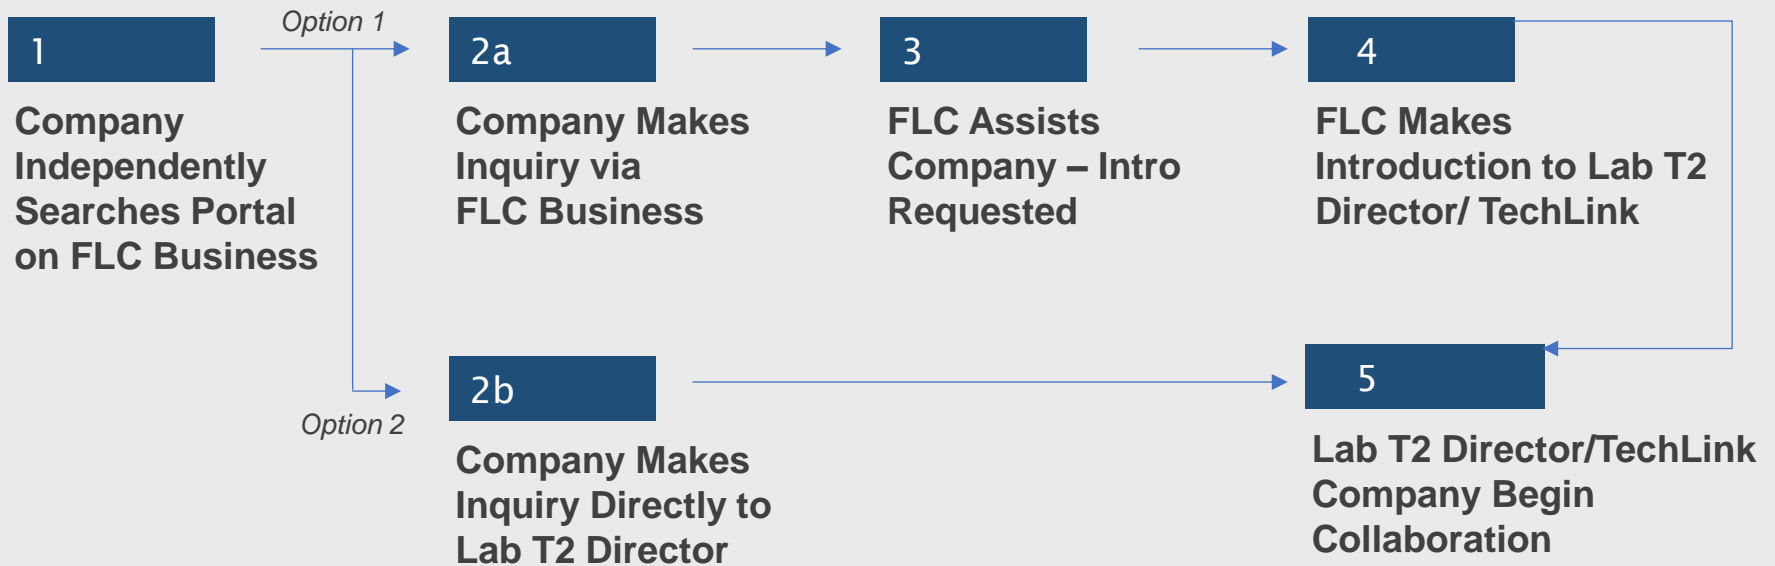 Option 1
1
2a
3
4
Company
Independently
Searches Portal
on FLC Business
Company Makes
Inquiry via
FLC Business
FLC Assists
Company – Intro
Requested
FLC Makes
Introduction to Lab T2
Director/ TechLink
Option 2
2b
5
Company Makes
Inquiry Directly to
Lab T2 Director
Lab T2 Director/TechLink
Company Begin
Collaboration